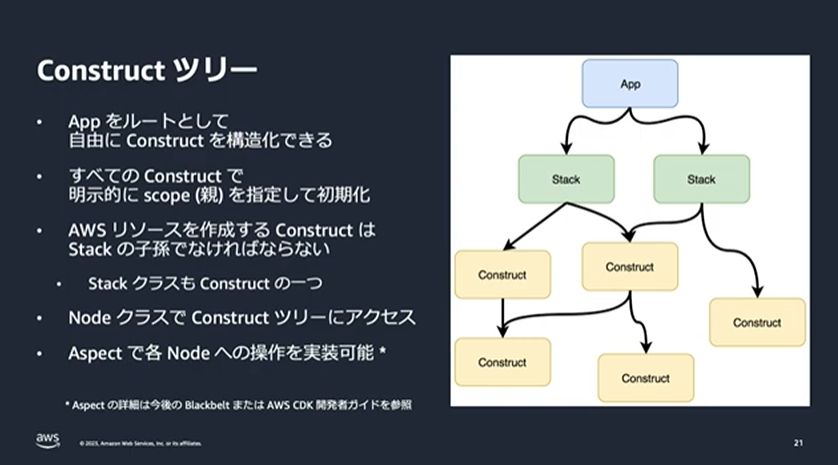 Construct ツリー
• App をルートとして
自由に Construct を構造化できる
• すべての Construct で
明示的に scope (親) を指定して初期化
• AWS リソースを作成する Construct は
Stack の子孫でなければならない
• Stack クラスも Construct の一つ
• Node クラスで Construct ツリーにアクセス
• Aspect で各 Node への操作を実装可能 *
* Aspect の詳細は今後の Blackbelt または AWS CDK 開発者ガイドを参照
App
Stack
Stack
Construct
Construct
Construct
Construct
Construct
aws
© 2023, Amazon Web Services, Inc. or its affiliates.
21